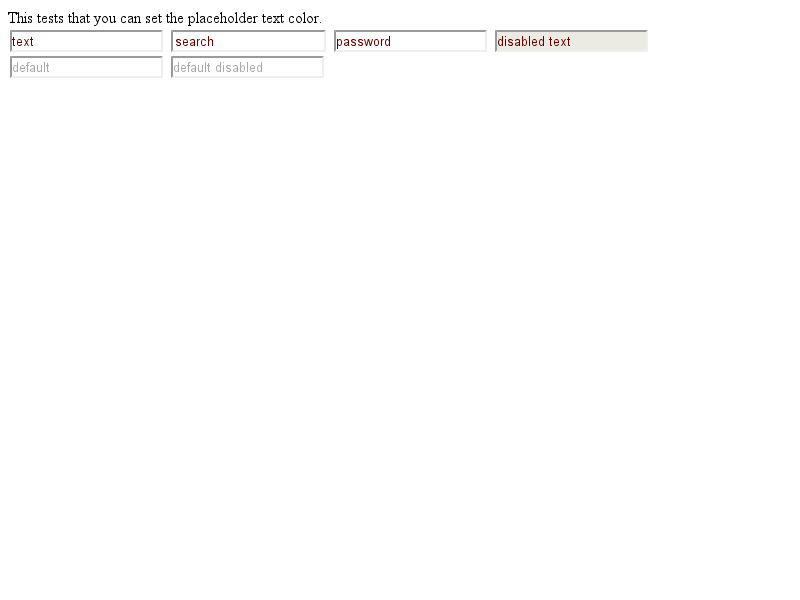 This tests that you can set the placeholder text color.
text search password disabled text
default default disabled